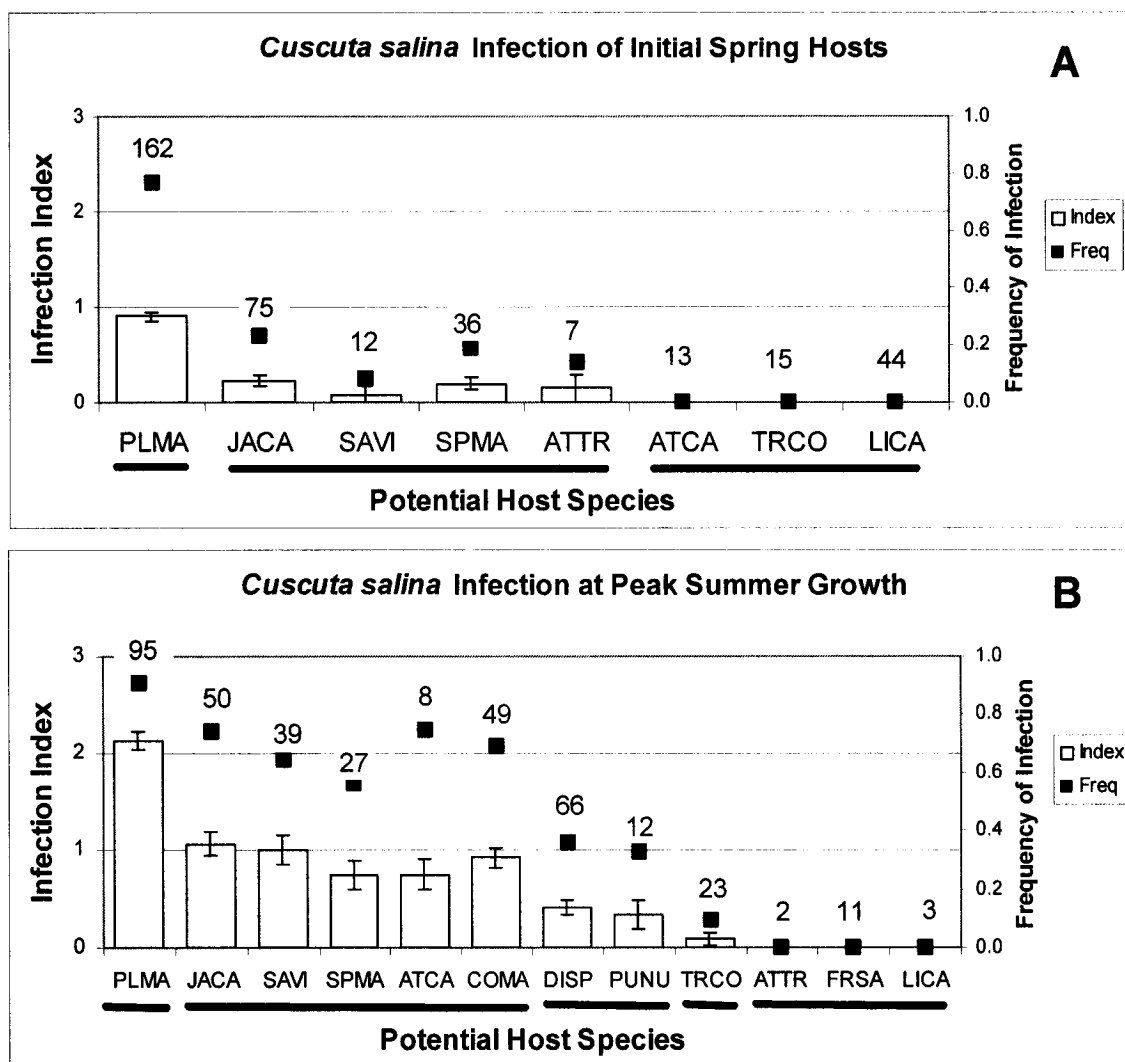 Cuscuta salina Infection of Initial Spring Hosts
A
3
2
1
0
Infrection Index
162
75
12
36
7
13
15
44
1.0
0.8
0.6
0.4
0.2
0.0
Frequency of Infection
Index
Freq
PLMA JACA SAVI SPMA ATTR ATCA TRCO LICA
Potential Host Species
Cuscuta salina Infection at Peak Summer Growth
B
3
2
1
0
Infection Index
95
50
39
27
8
49
66
12
23
2
11
3
1.0
0.8
0.6
0.4
0.2
0.0
Frequency of Infection
Index
Freq
PLMA JACA SAVI SPMA ATCA COMA DISP PUNU TRCO ATTR FRSA LICA
Potential Host Species